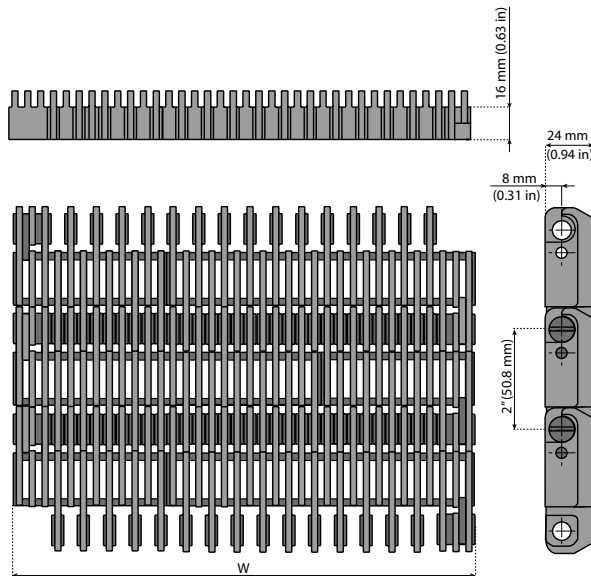 16 mm (0.63 in)
24 mm
(0.94 in)
8 mm
(0.31 in)
2” (50.8 mm)
W